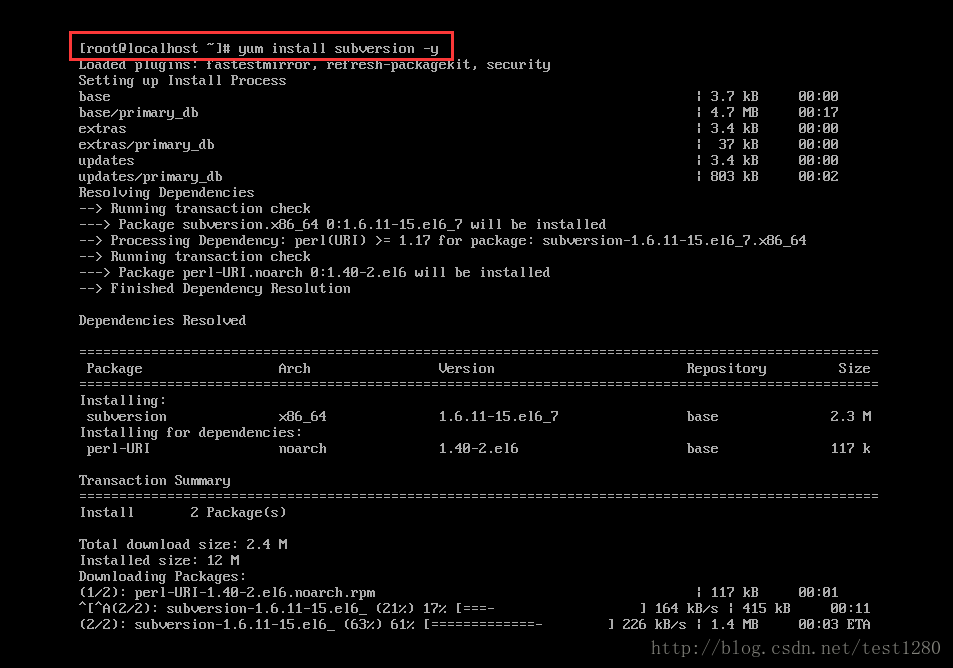 [root@localhost ~]# yum install subversion -y
Loaded plugins: fastestmirror, refresh-packagekit, security
Setting up Install Process
base | 3.7 kB 00:00
base/primary_db | 4.7 MB 00:17
extras | 3.4 kB 00:00
extras/primary_db | 37 kB 00:00
updates | 3.4 kB 00:00
updates/primary_db | 803 kB 00:02
Resolving Dependencies
--> Running transaction check
---> Package subversion.x86_64 0:1.6.11-15.el6_7 will be installed
--> Processing Dependency: perl(URI) >= 1.17 for package: subversion-1.6.11-15.el6_7.x86_64
--> Running transaction check
---> Package perl-URI.noarch 0:1.40-2.el6 will be installed
--> Finished Dependency Resolution
Dependencies Resolved
================================================================================
Package Arch Version Repository Size
================================================================================
Installing:
subversion x86_64 1.6.11-15.el6_7 base 2.3 M
Installing for dependencies:
perl-URI noarch 1.40-2.el6 base 117 k
Transaction Summary
================================================================================
Install 2 Package(s)
Total download size: 2.4 M
Installed size: 12 M
Downloading Packages:
(1/2): perl-URI-1.40-2.el6.noarch.rpm | 117 kB 00:01
^[^A(2/2): subversion-1.6.11-15.el6_ (21%) 17% [===- ] 164 kB/s | 415 kB 00:11
(2/2): subversion-1.6.11-15.el6_ (63%) 61% [=============- ] 226 kB/s | 1.4 MB 00:03 ETA
http://blog.csdn.net/test1280